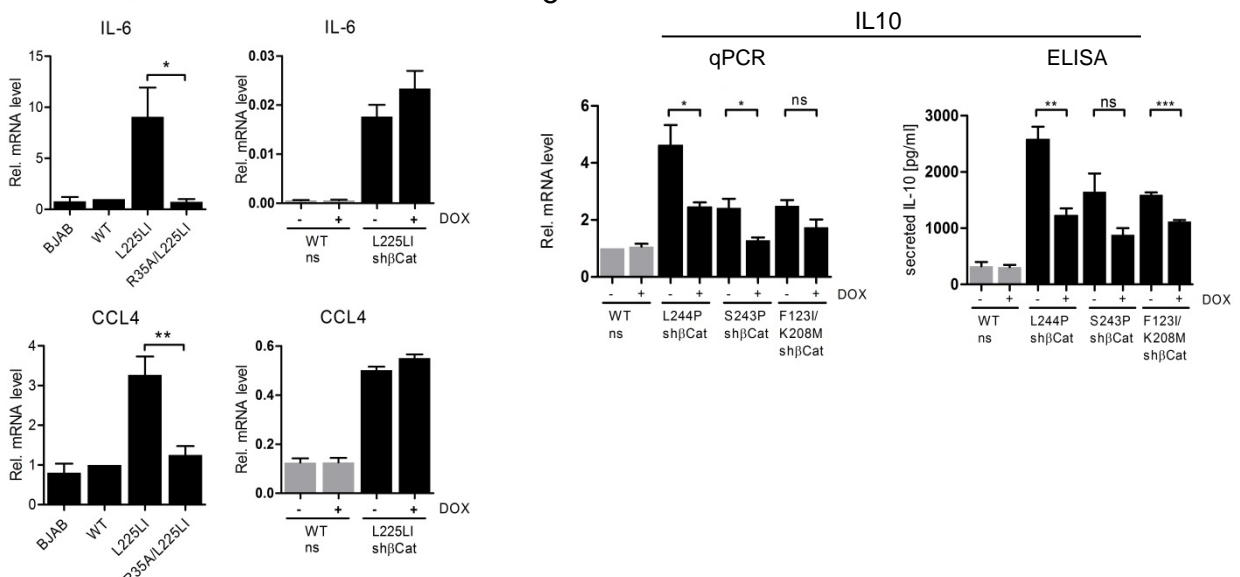 IL-6
Rel. mRNA level
15
10
5
0
*
BJAB
WT
L225LI
R35A/L225LI
IL-6
Rel. mRNA level
0.03
0.02
0.01
0.00
- + - + DOX
WT L225LI
ns shβCat
CCL4
Rel. mRNA level
4
3
2
1
0
**
BJAB
WT
L225LI
R35A/L225LI
CCL4
Rel. mRNA level
0.6
0.4
0.2
0.0
- + - + DOX
WT L225LI
ns shβCat
IL10
qPCR
Rel. mRNA level
6
4
2
0
* * ns
- + - + - + - + DOX
WT L244P S243P F123I/
ns shβCat shβCat K208M
shβCat
ELISA
secreted IL-10 [pg/ml]
3000
2000
1000
0
** ns ***
- + - + - + - + DOX
WT L244P S243P F123I/
ns shβCat shβCat K208M
shβCat